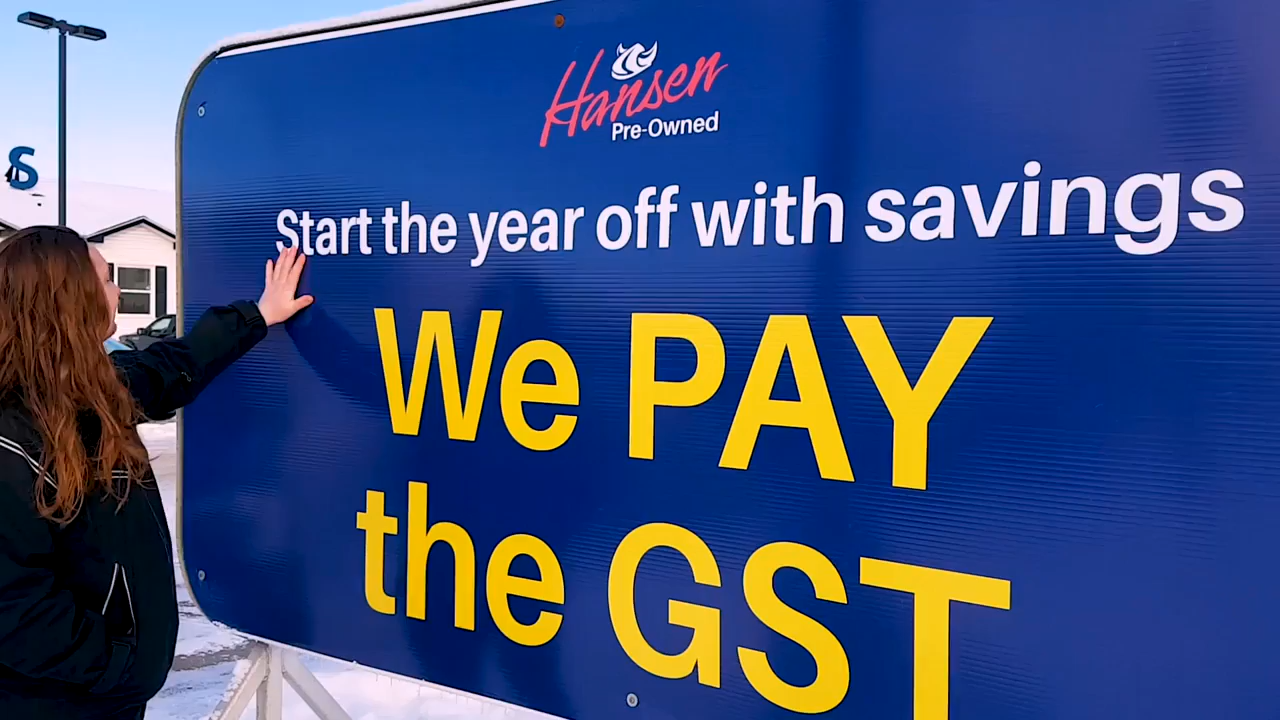 S
Hansen
Pre-Owned
Start the year off with savings
We PAY
the GST